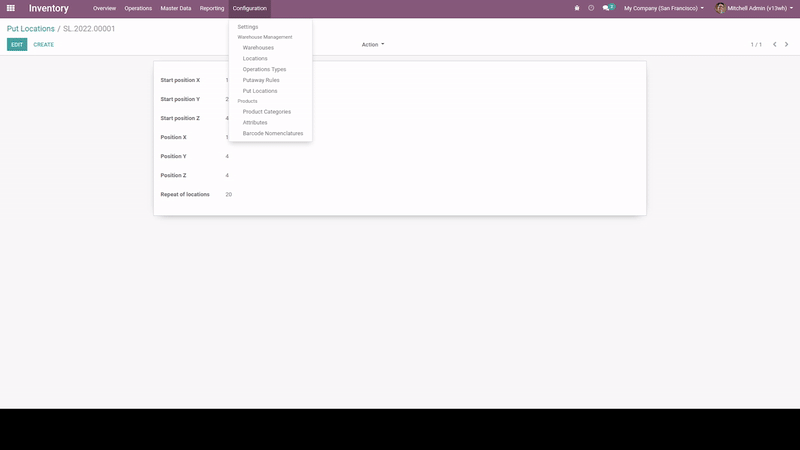 Inventory Overview Operations Master Data Reporting Configuration 2 My Company (San Francisco) Mitchell Admin (v13wh)
Put Locations / SL.2022.00001
EDIT CREATE Action 1 / 1
Settings
Warehouse Management
Warehouses
Locations
Operations Types
Putaway Rules
Put Locations
Products
Product Categories
Attributes
Barcode Nomenclatures
Start position X 1
Start position Y 2
Start position Z 4
Position X 1
Position Y 4
Position Z 4
Repeat of locations 20